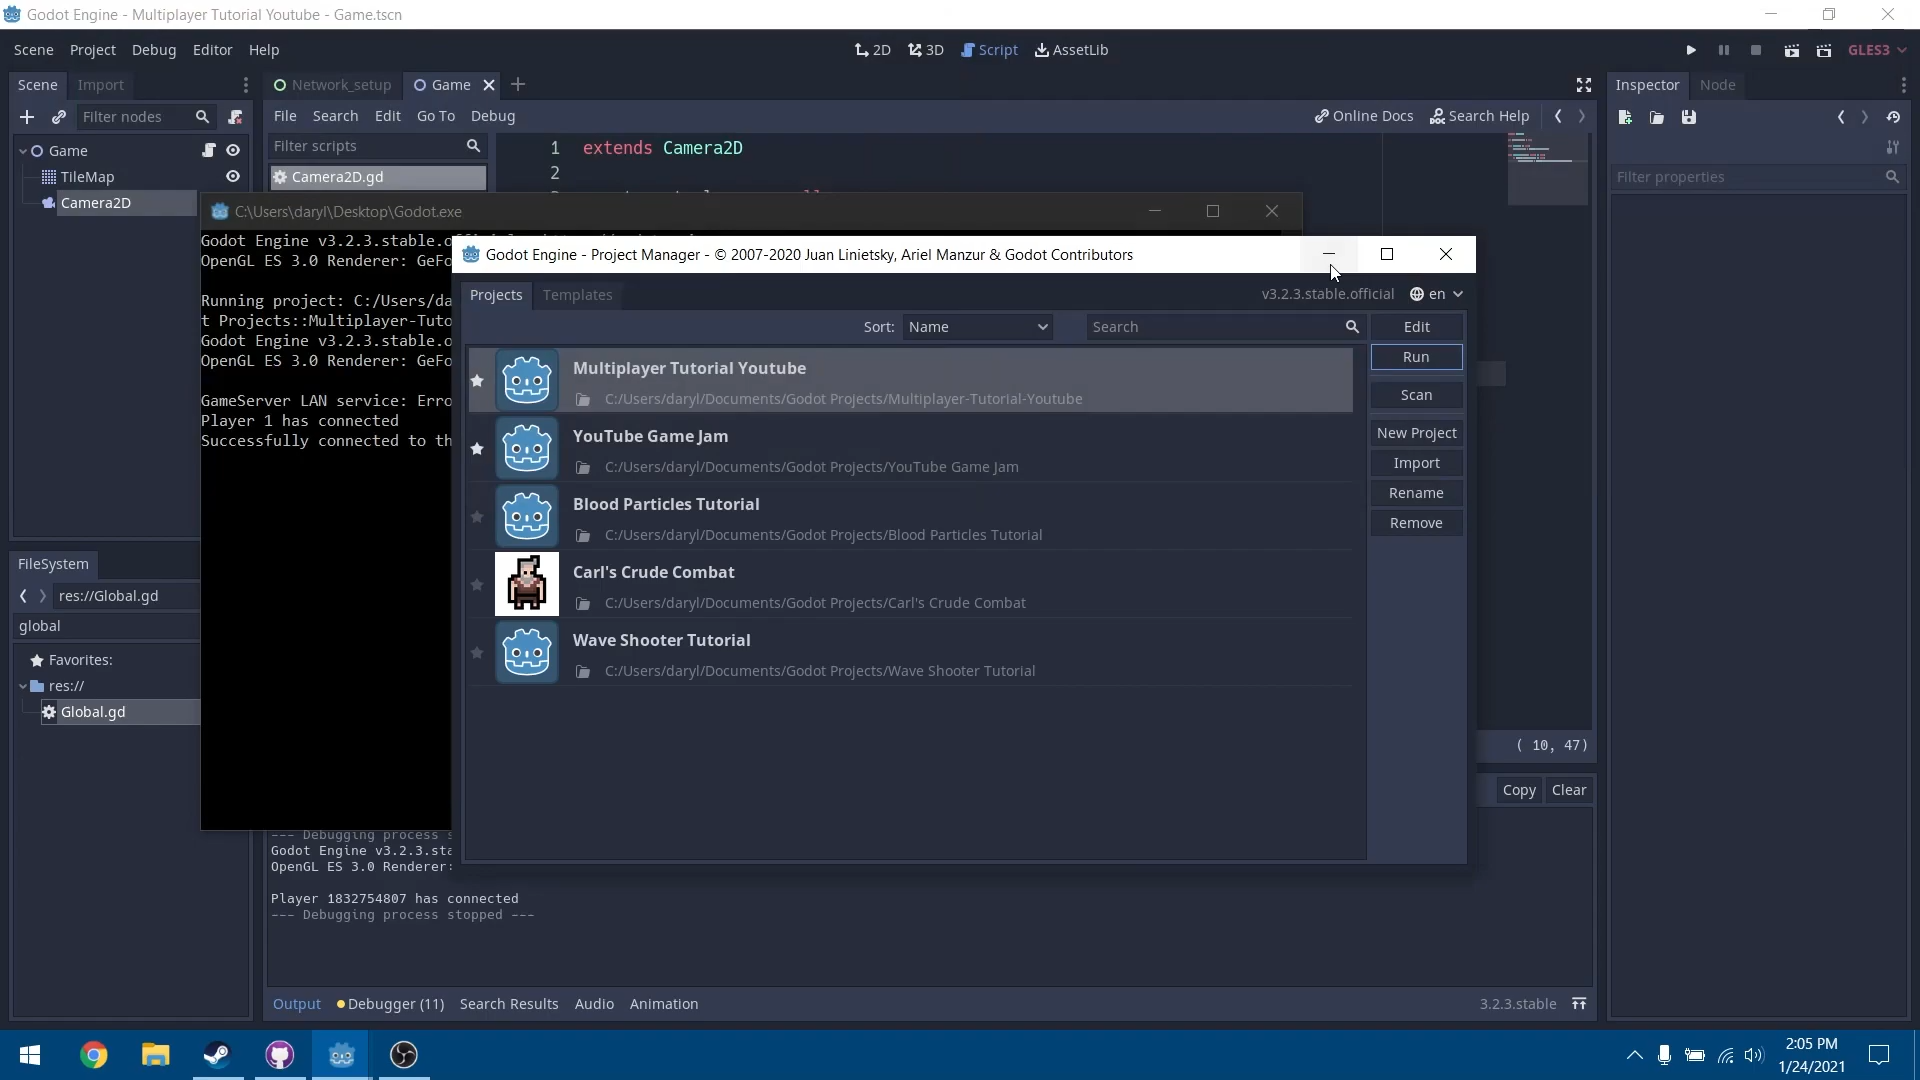 Godot Engine - Multiplayer Tutorial Youtube - Game.tscn
Scene Project Debug Editor Help
2D 3D Script AssetLib
GLES3
Scene Import
Network_setup Game
Inspector Node
Filter nodes
File Search Edit Go To Debug
Online Docs Search Help
Game
TileMap
Camera2D
Filter scripts
Camera2D.gd
1 extends Camera2D
2
Filter properties
C:\Users\daryl\Desktop\Godot.exe
Godot Engine v3.2.3.stable.o
OpenGL ES 3.0 Renderer: GeFo
Running project: C:/Users/da
t Projects::Multiplayer-Tuto
Godot Engine v3.2.3.stable.o
OpenGL ES 3.0 Renderer: GeFo
GameServer LAN service: Erro
Player 1 has connected
Successfully connected to th
Godot Engine - Project Manager - © 2007-2020 Juan Linietsky, Ariel Manzur & Godot Contributors
Projects Templates
v3.2.3.stable.official en
Sort: Name Search
Edit
Run
Scan
New Project
Import
Rename
Remove
Multiplayer Tutorial Youtube
C:/Users/daryl/Documents/Godot Projects/Multiplayer-Tutorial-Youtube
YouTube Game Jam
C:/Users/daryl/Documents/Godot Projects/YouTube Game Jam
Blood Particles Tutorial
C:/Users/daryl/Documents/Godot Projects/Blood Particles Tutorial
Carl's Crude Combat
C:/Users/daryl/Documents/Godot Projects/Carl's Crude Combat
Wave Shooter Tutorial
C:/Users/daryl/Documents/Godot Projects/Wave Shooter Tutorial
FileSystem
res://Global.gd
global
Favorites:
res://
Global.gd
( 10, 47)
Copy Clear
--- Debugging process s
Godot Engine v3.2.3.sta
OpenGL ES 3.0 Renderer:
Player 1832754807 has connected
--- Debugging process stopped ---
Output Debugger (11) Search Results Audio Animation
3.2.3.stable
2:05 PM
1/24/2021